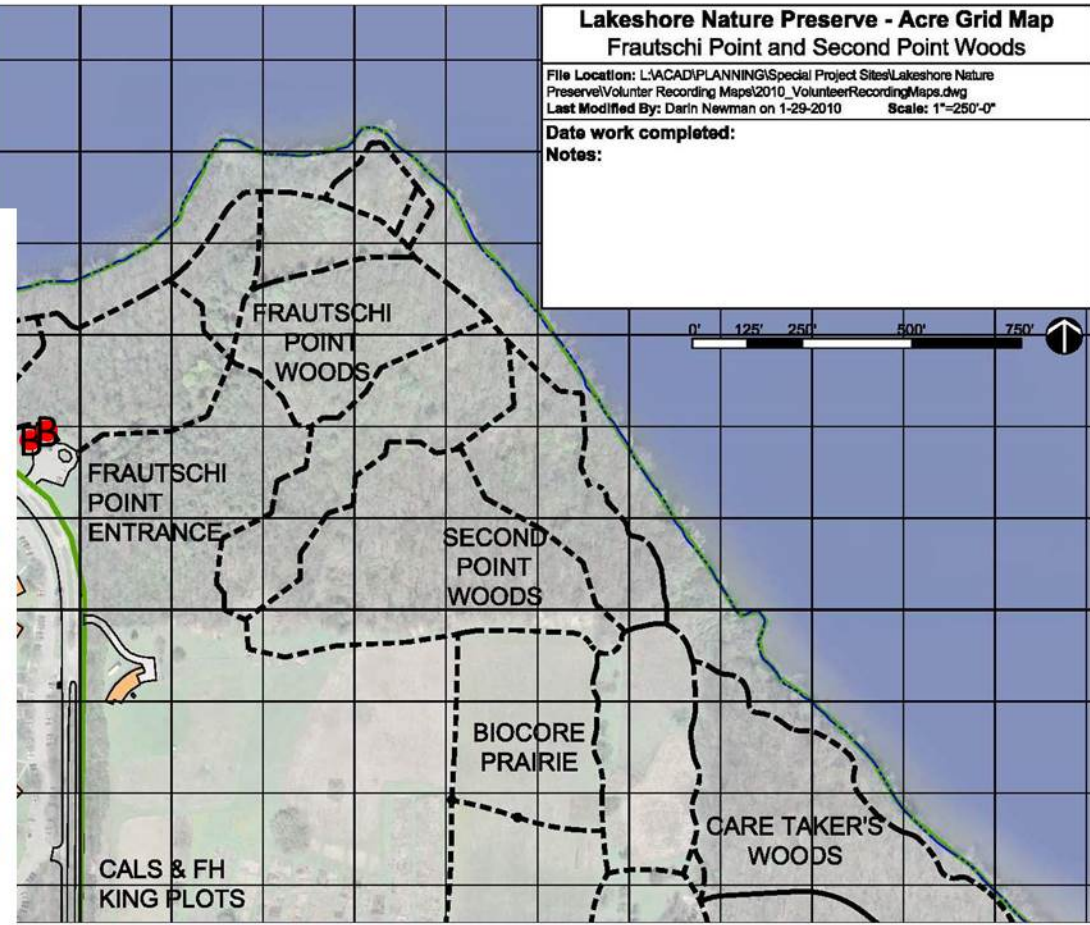 Lakeshore Nature Preserve - Acre Grid Map
Frautschi Point and Second Point Woods
File Location: L:\ACAD\PLANNING\Special Project Sites\Lakeshore Nature
Preserve\Volunter Recording Maps\2010_VolunteerRecordingMaps.dwg
Last Modified By: Darin Newman on 1-29-2010 Scale: 1"=250'-0"
Date work completed:
Notes:
0' 125' 250' 500' 750'
FRAUTSCHI
POINT
WOODS
B B
FRAUTSCHI
POINT
ENTRANCE
SECOND
POINT
WOODS
BIOCORE
PRAIRIE
CARE TAKER'S
WOODS
CALS & FH
KING PLOTS